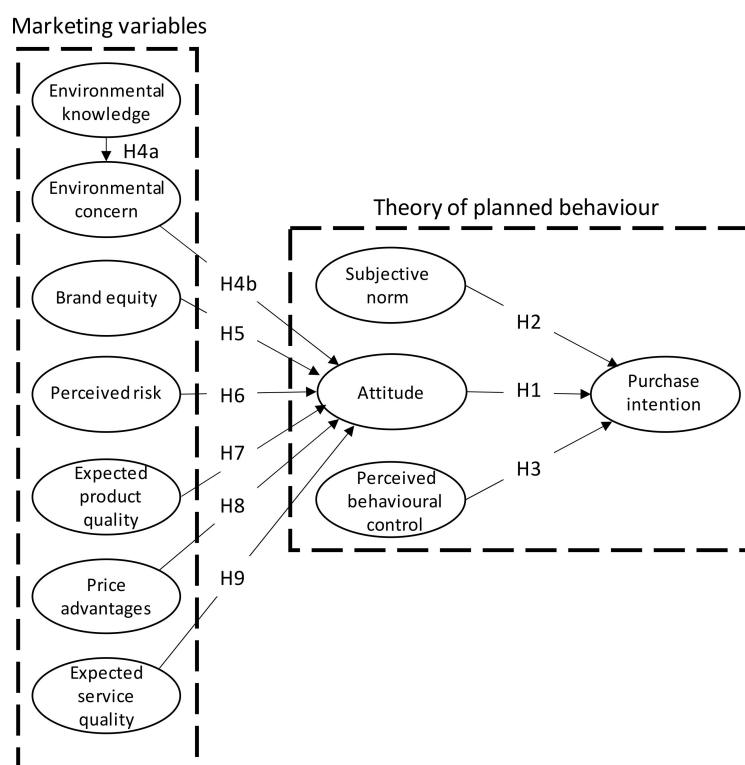 Marketing variables
Environmental
knowledge
H4a
Environmental
concern
Theory of planned behaviour
Subjective
norm
H4b
Brand equity
H5
H2
Perceived risk
H6
Attitude
H1
Purchase
intention
H7
Expected
product
quality
H8
Perceived
behavioural
control
H3
Price
advantages
H9
Expected
service
quality